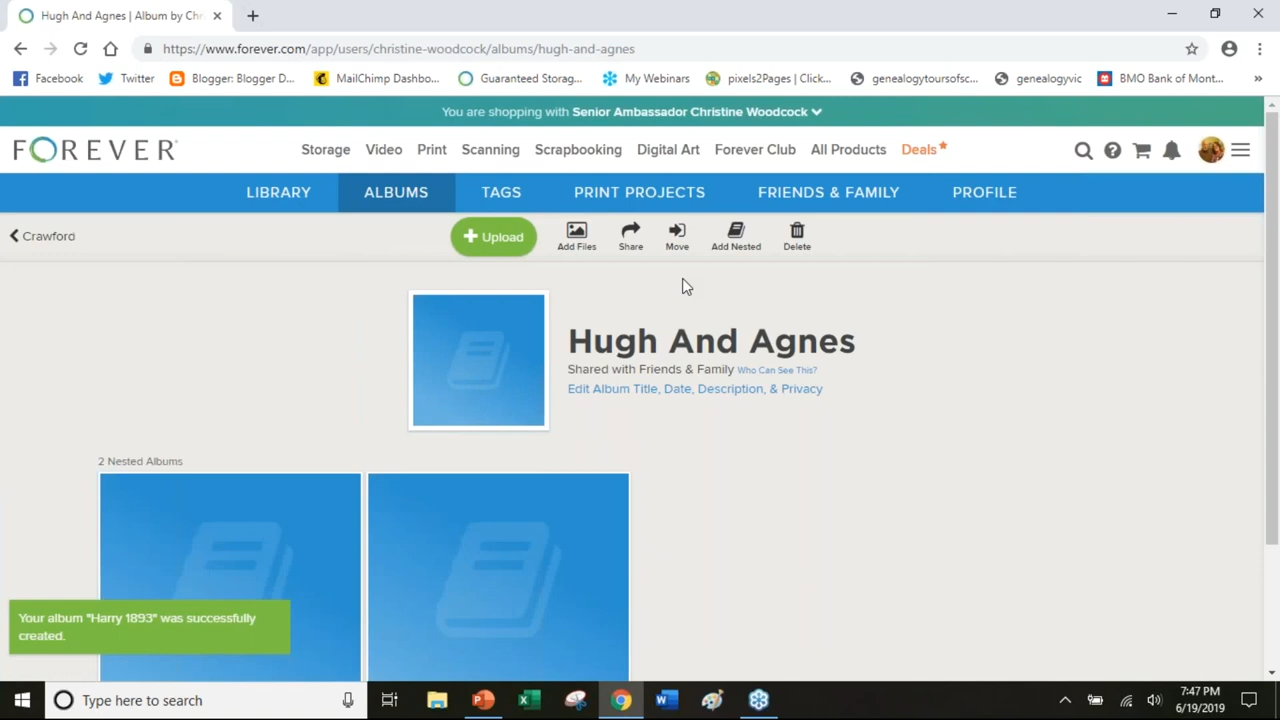 Hugh And Agnes | Album by Chr
https://www.forever.com/app/users/christine-woodcock/albums/hugh-and-agnes
Facebook Twitter Blogger: Blogger D... MailChimp Dashbo... Guaranteed Storag... My Webinars pixels2Pages | Click... genealogytoursofsc... genealogyvic BMO Bank of Mont... »
You are shopping with Senior Ambassador Christine Woodcock
FOREVER Storage Video Print Scanning Scrapbooking Digital Art Forever Club All Products Deals
LIBRARY ALBUMS TAGS PRINT PROJECTS FRIENDS & FAMILY PROFILE
Crawford + Upload Add Files Share Move Add Nested Delete
Hugh And Agnes
Shared with Friends & Family Who Can See This?
Edit Album Title, Date, Description, & Privacy
2 Nested Albums
Your album "Harry 1893" was successfully
created.
Type here to search
7:47 PM
6/19/2019